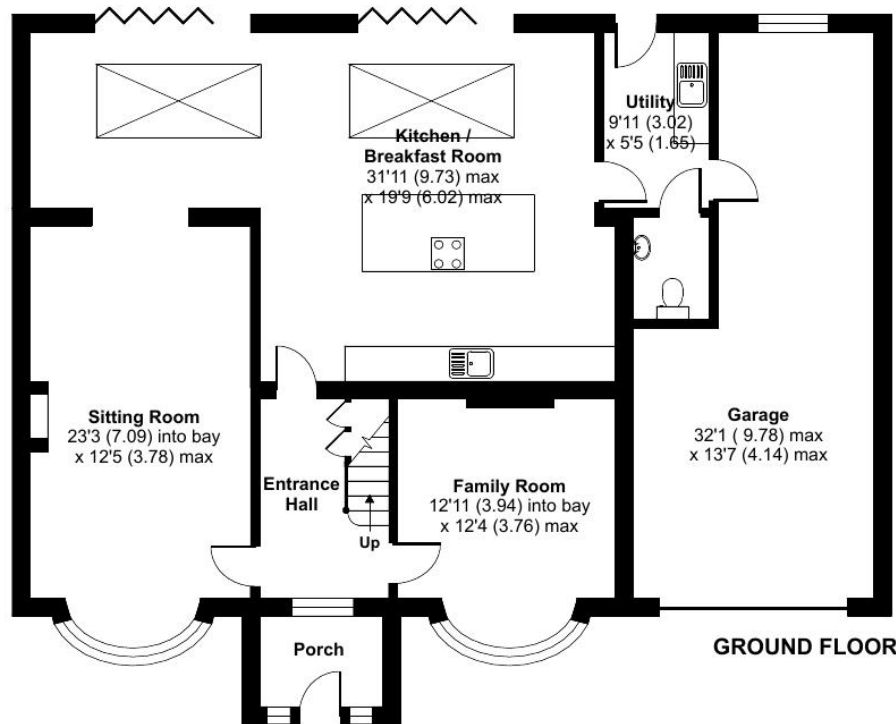 Utility
9'11 (3.02)
x 5'5 (1.65)
Kitchen /
Breakfast Room
31'11 (9.73) max
x 19'9 (6.02) max
Sitting Room
23'3 (7.09) into bay
x 12'5 (3.78) max
Garage
32'1 ( 9.78) max
x 13'7 (4.14) max
Entrance
Hall
Up
Family Room
12'11 (3.94) into bay
x 12'4 (3.76) max
Porch
GROUND FLOOR